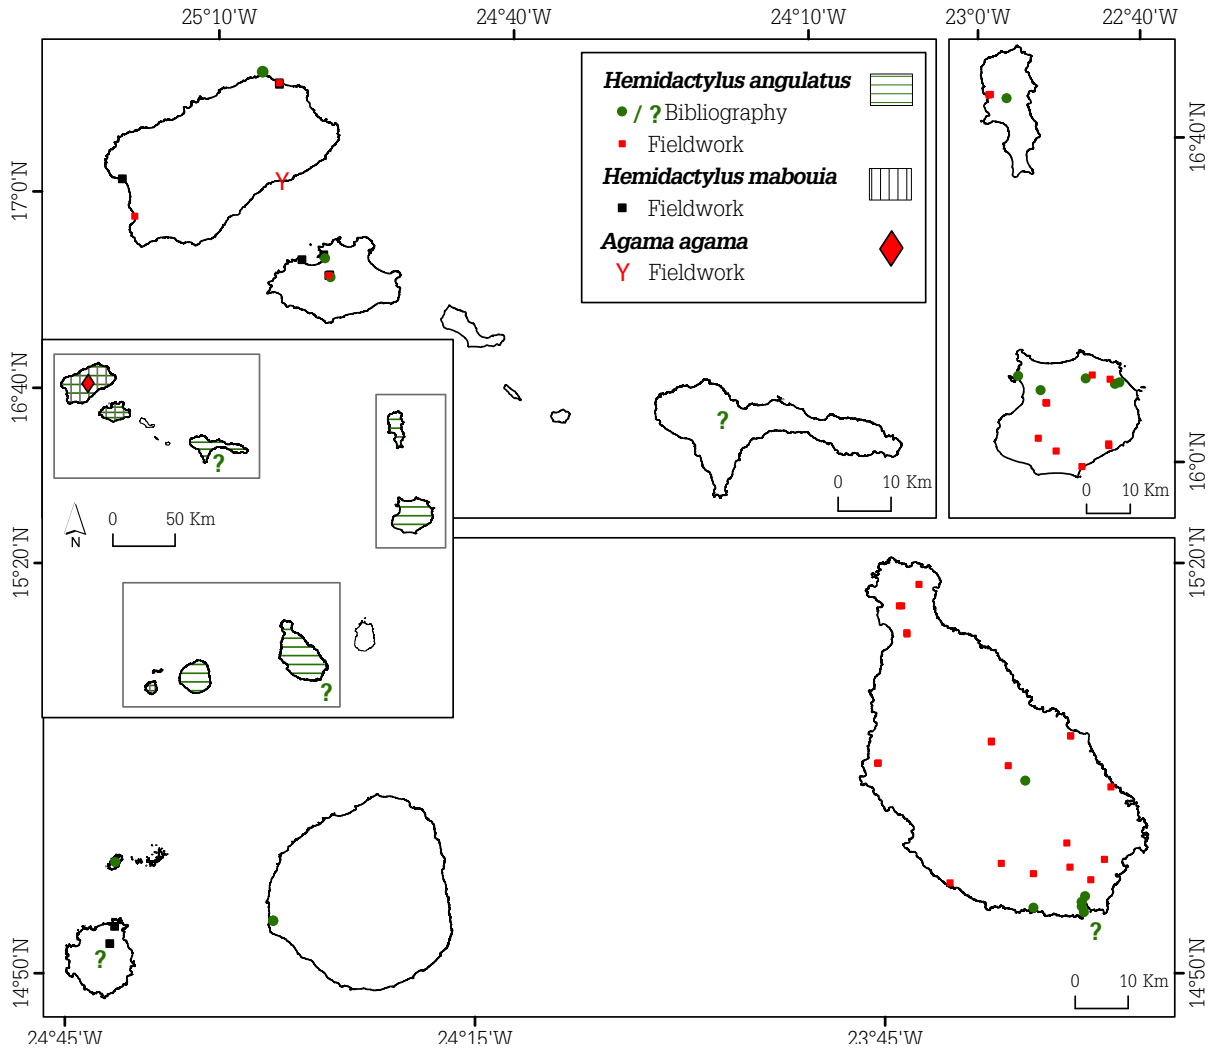 25°10'W 24°40'W 24°10'W 23°0'W 22°40'W
Hemidactylus angulatus
/ ? Bibliography
Fieldwork
Hemidactylus mabouia
Fieldwork
Agama agama
Y Fieldwork
Y
17°0'N
16°40'N
16°40'N
?
?
0 10 Km
0 10 Km
16°0'N
0 50 Km
N
15°20'N
15°20'N
?
?
?
0 10 Km
14°50'N
14°50'N
24°45'W 24°15'W 23°45'W